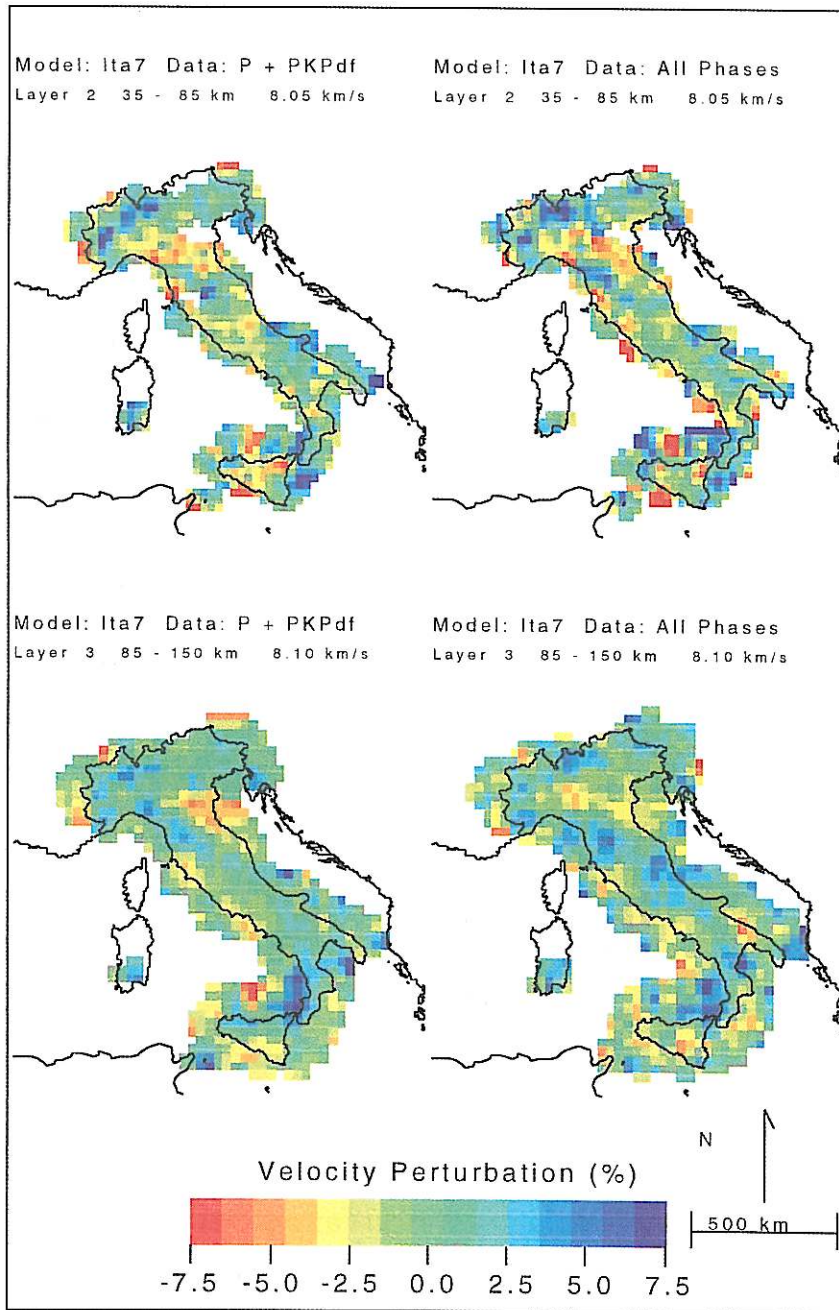 Model: Ita7 Data: P + PKPdf
Layer 2 35 - 85 km 8.05 km/s
Model: Ita7 Data: All Phases
Layer 2 35 - 85 km 8.05 km/s
Model: Ita7 Data: P + PKPdf
Layer 3 85 - 150 km 8.10 km/s
Model: Ita7 Data: All Phases
Layer 3 85 - 150 km 8.10 km/s
N
Velocity Perturbation (%)
500 km
-7.5 -5.0 -2.5 0.0 2.5 5.0 7.5